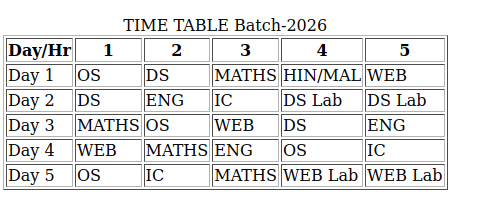 TIME TABLE Batch-2026
Day/Hr 1 2 3 4 5
Day 1 OS DS MATHS HIN/MAL WEB
Day 2 DS ENG IC DS Lab DS Lab
Day 3 MATHS OS WEB DS ENG
Day 4 WEB MATHS ENG OS IC
Day 5 OS IC MATHS WEB Lab WEB Lab